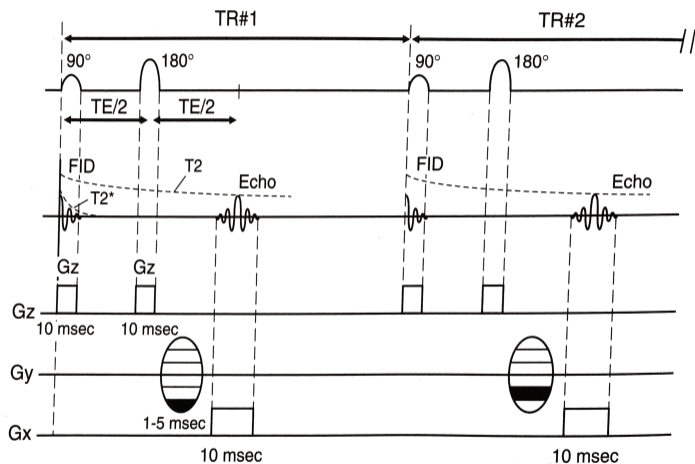 TR#1 TR#2
90° 180° 90° 180°
TE/2 TE/2
FID T2 Echo FID Echo
T2*
Gz Gz
Gz
10 msec 10 msec
Gy
1-5 msec
Gx
10 msec 10 msec